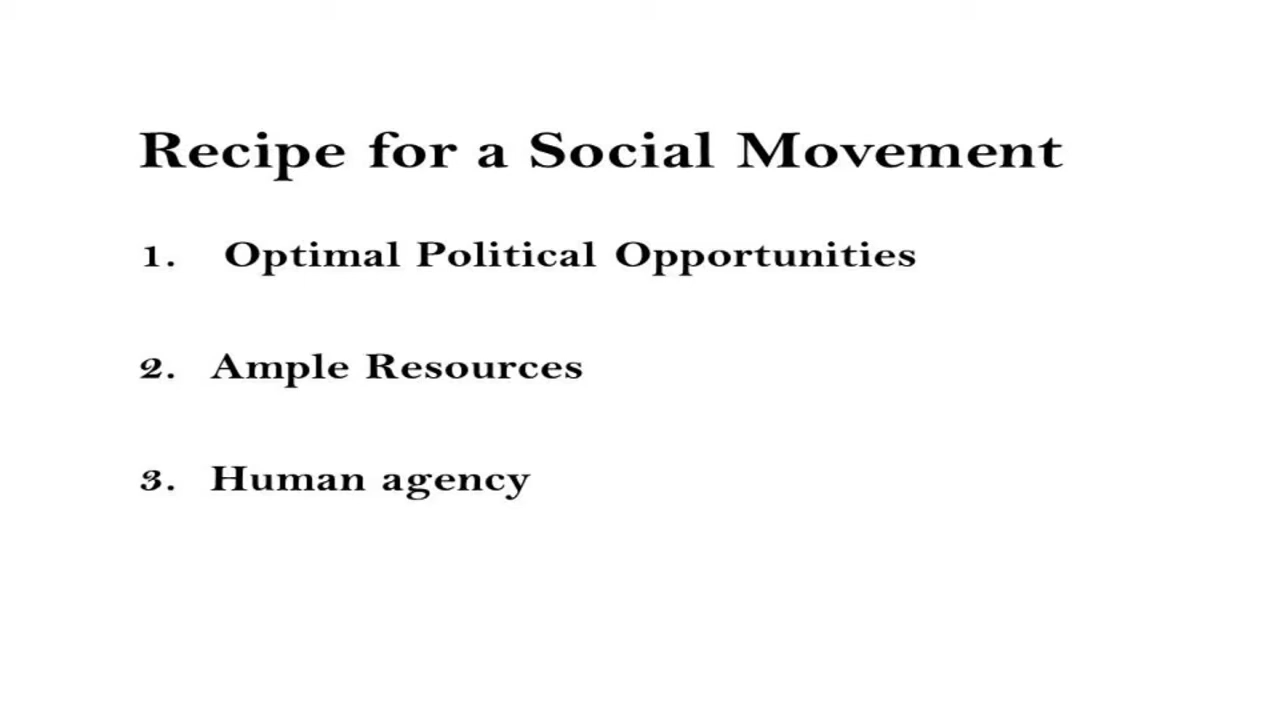 Recipe for a Social Movement
1. Optimal Political Opportunities
2. Ample Resources
3. Human agency